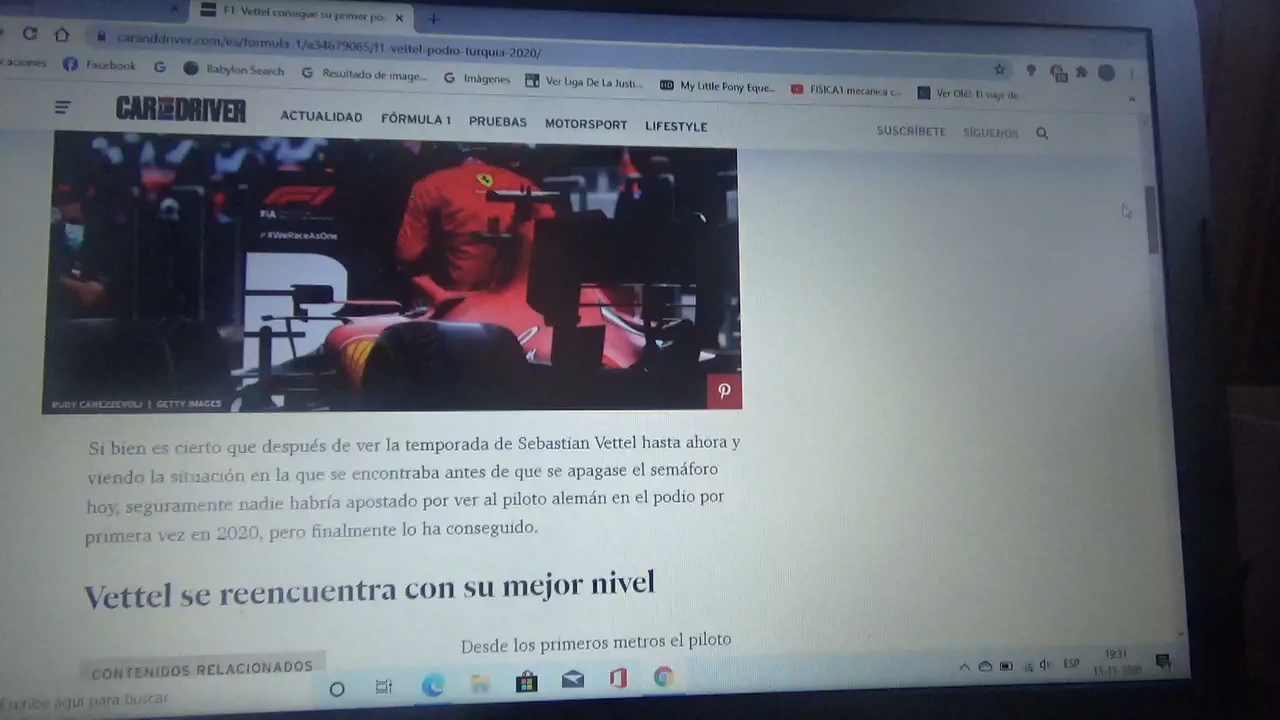 F1: Vettel consigue su primer po
caranddriver.com/es/formula-1/a34679065/f1-vettel-podio-turquia-2020/
caciones Facebook G Babylon Search Resultado de image... Imágenes Ver Liga De La Justi... My Little Pony Eque... FISICA1 mecanica c... Ver Olé!: El viaje de
CAR AND DRIVER ACTUALIDAD FÓRMULA 1 PRUEBAS MOTORSPORT LIFESTYLE SUSCRÍBETE SÍGUENOS
F1
FIA
#WeRaceAsOne
RUDY CAREZZEVOLI | GETTY IMAGES
Si bien es cierto que después de ver la temporada de Sebastian Vettel hasta ahora y
viendo la situación en la que se encontraba antes de que se apagase el semáforo
hoy, seguramente nadie habría apostado por ver al piloto alemán en el podio por
primera vez en 2020, pero finalmente lo ha conseguido.
Vettel se reencuentra con su mejor nivel
Desde los primeros metros el piloto
CONTENIDOS RELACIONADOS
Escribe aquí para buscar
ESP
19:31
15-11-2020